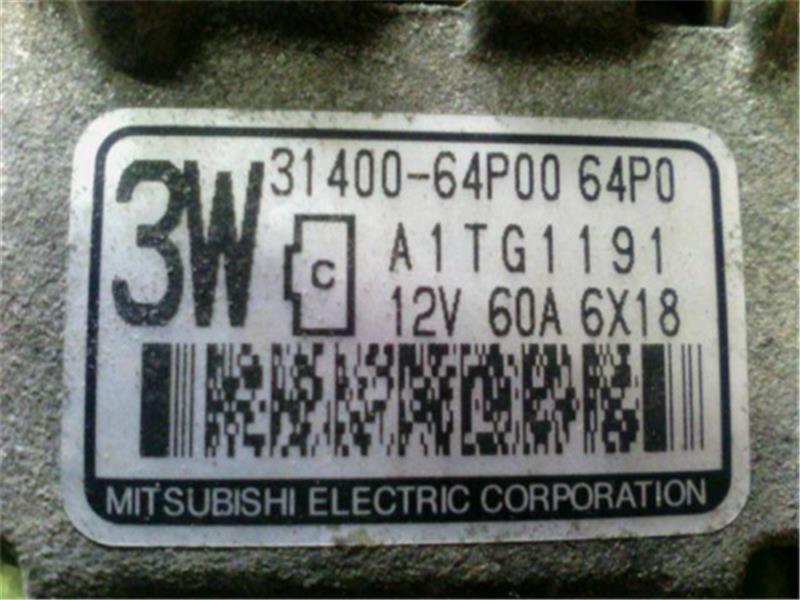 3W
31400-64P00 64P0
C
A1TG1191
12V 60A 6X18
MITSUBISHI ELECTRIC CORPORATION